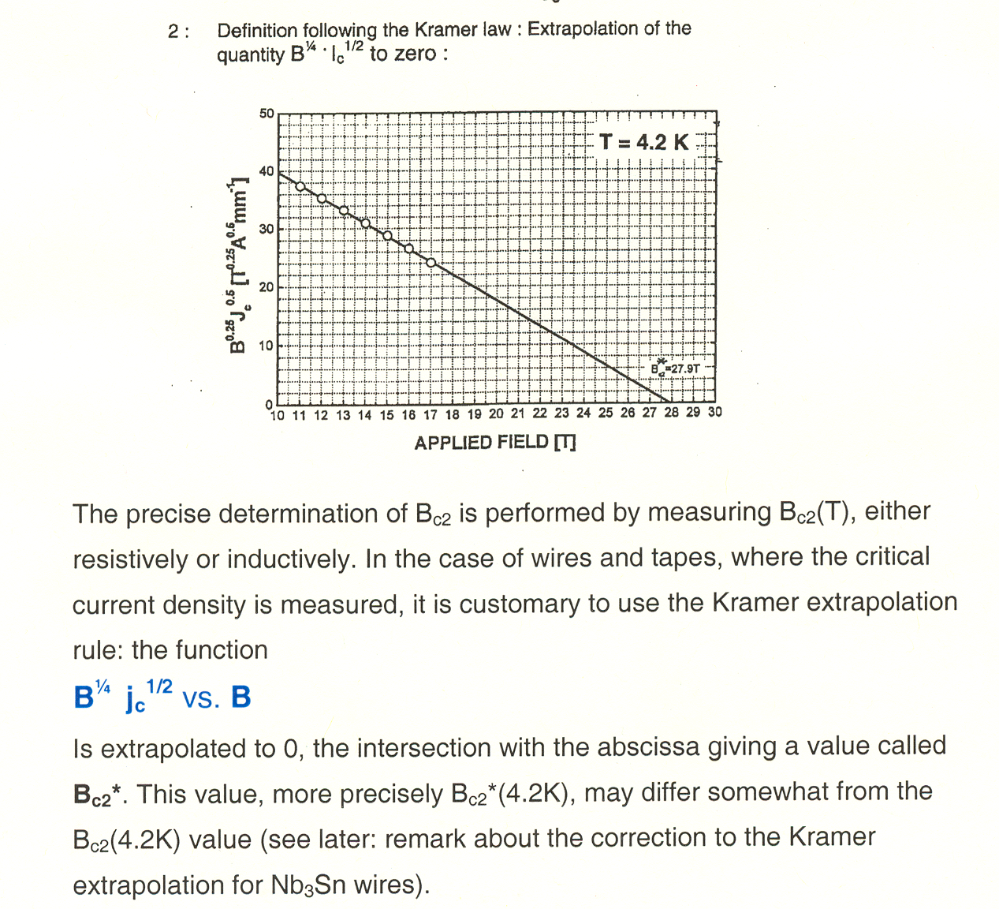 2 : Definition following the Kramer law : Extrapolation of the
quantity B¼ · Ic1/2 to zero :
50
T = 4.2 K
40
30
20
10
0
B0.25Jc0.5 [T0.25A0.5mm-1]
B*c2=27.9T
10 11 12 13 14 15 16 17 18 19 20 21 22 23 24 25 26 27 28 29 30
APPLIED FIELD [T]
The precise determination of Bc2 is performed by measuring Bc2(T), either
resistively or inductively. In the case of wires and tapes, where the critical
current density is measured, it is customary to use the Kramer extrapolation
rule: the function
B¼ jc1/2 vs. B
Is extrapolated to 0, the intersection with the abscissa giving a value called
Bc2*. This value, more precisely Bc2*(4.2K), may differ somewhat from the
Bc2(4.2K) value (see later: remark about the correction to the Kramer
extrapolation for Nb3Sn wires).